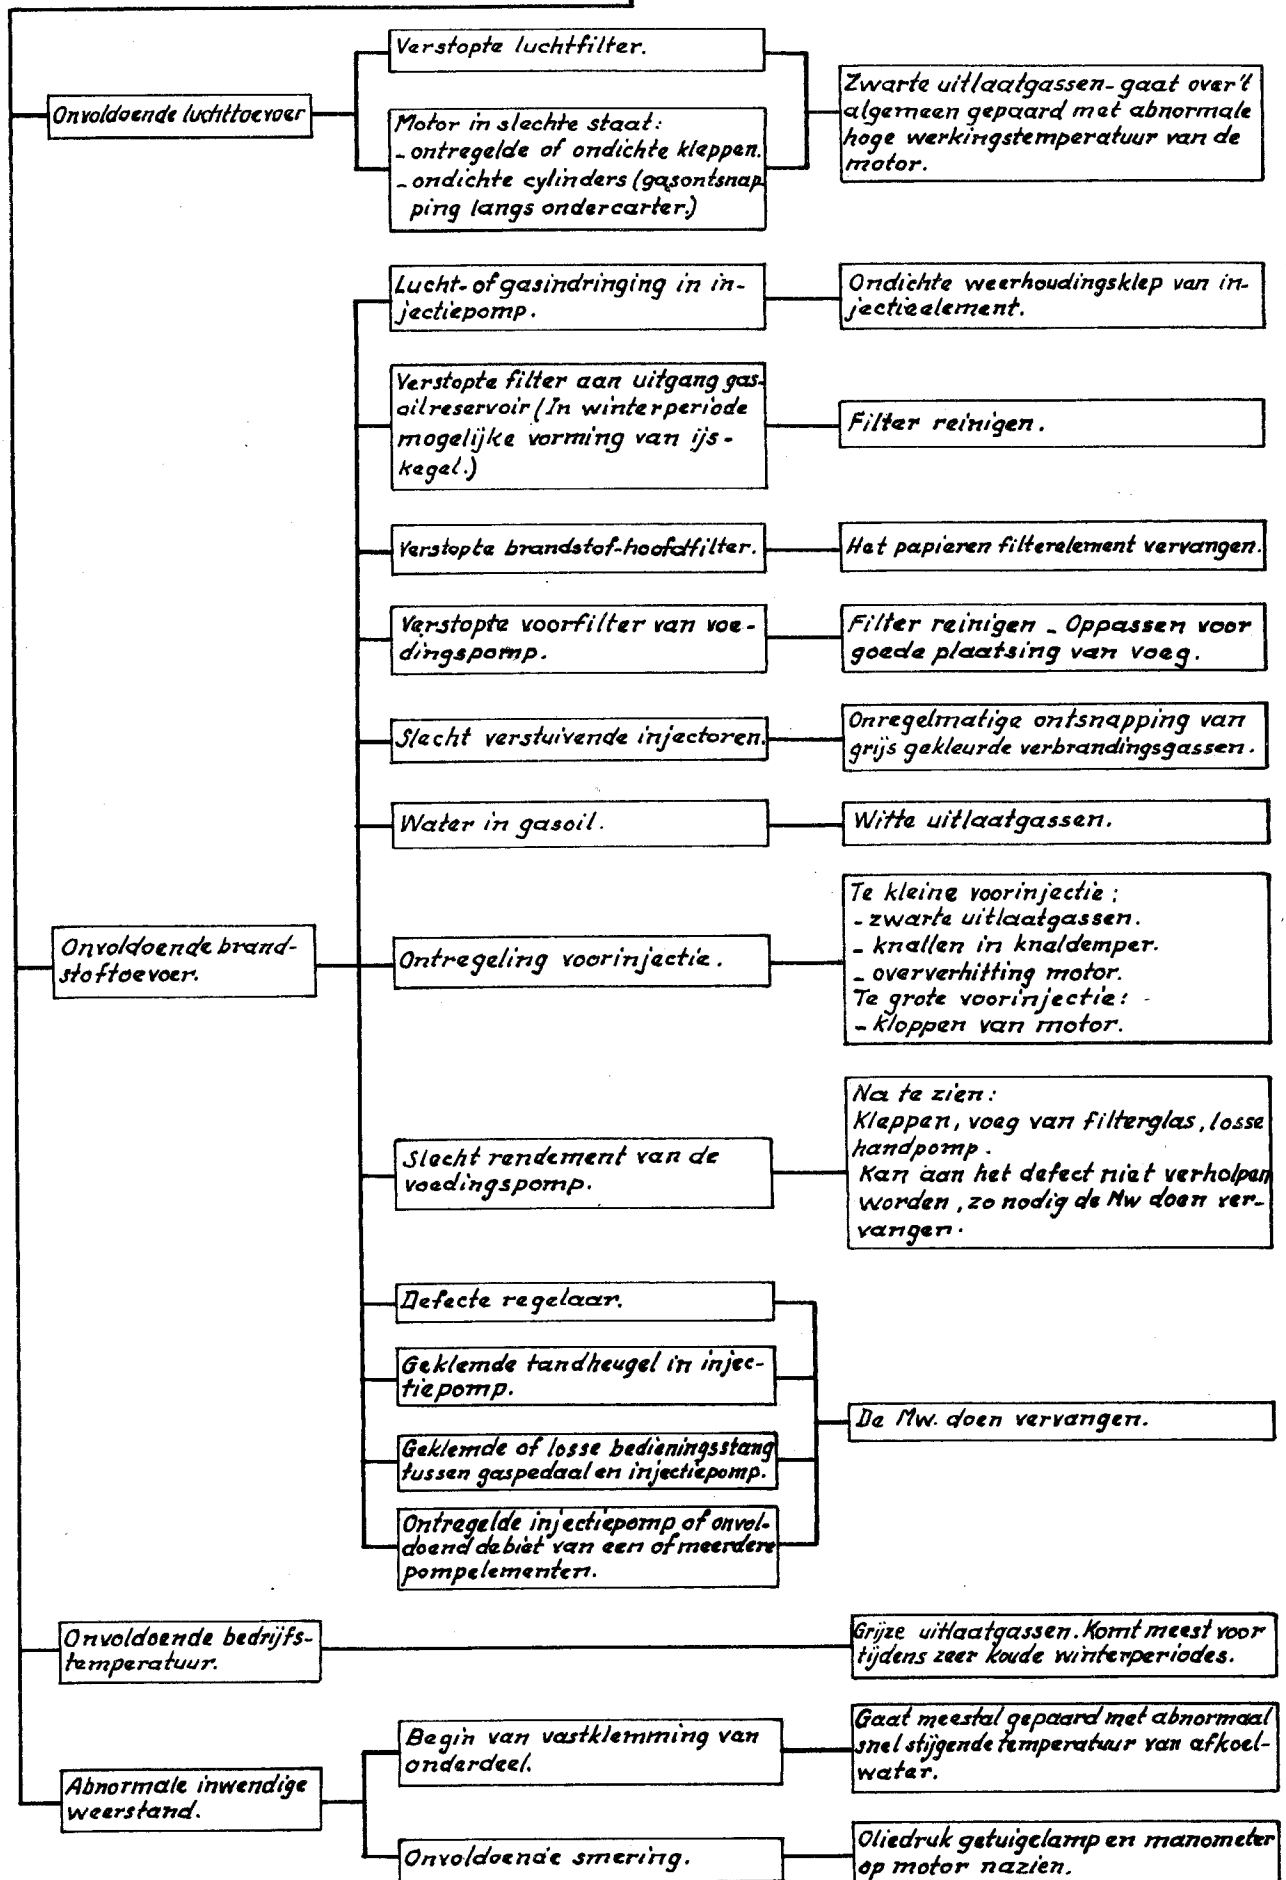 Onvoldoende luchttoevoer
Verstopte luchtfilter.
Motor in slechte staat:
- ontregelde of ondichte kleppen.
- ondichte cylinders (gasontsnap
ping langs ondercarter.)
Zwarte uitlaatgassen - gaat over't
algemeen gepaard met abnormale
hoge werkingstemperatuur van de
motor.
Onvoldoende brand-
stoftoevoer.
Lucht- of gasindringing in in-
jectiepomp.
Ondichte weerhoudingsklep van in-
jectieelement.
Verstopte filter aan uitgang gas-
oilreservoir (In winterperiode
mogelijke vorming van ijs-
kegel.)
Filter reinigen.
Verstopte brandstof-hoofdfilter.
Het papieren filterelement vervangen.
Verstopte voorfilter van voe-
dingspomp.
Filter reinigen - Oppassen voor
goede plaatsing van voeg.
Slecht verstuivende injectoren.
Onregelmatige ontsnapping van
grijs gekleurde verbrandingsgassen.
Water in gasoil.
Witte uitlaatgassen.
Ontregeling voorinjectie.
Te kleine voorinjectie:
- zwarte uitlaatgassen.
- knallen in knaldemper.
- oververhitting motor.
Te grote voorinjectie:
- kloppen van motor.
Slecht rendement van de
voedingspomp.
Na te zien:
Kleppen, voeg van filterglas, losse
handpomp.
Kan aan het defect niet verholpen
worden, zo nodig de Mw doen ver-
vangen.
Defecte regelaar.
Geklemde tandheugel in injec-
tiepomp.
Geklemde of losse bedieningsstang
tussen gaspedaal en injectiepomp.
Ontregelde injectiepomp of onvol-
doend debiet van een of meerdere
pompelementen.
De Mw. doen vervangen.
Onvoldoende bedrijfs-
temperatuur.
Grijze uitlaatgassen. Komt meest voor
tijdens zeer koude winterperiodes.
Abnormale inwendige
weerstand.
Begin van vastklemming van
onderdeel.
Gaat meestal gepaard met abnormaal
snel stijgende temperatuur van afkoel-
water.
Onvoldoende smering.
Oliedruk getuigelamp en manometer
op motor nazien.